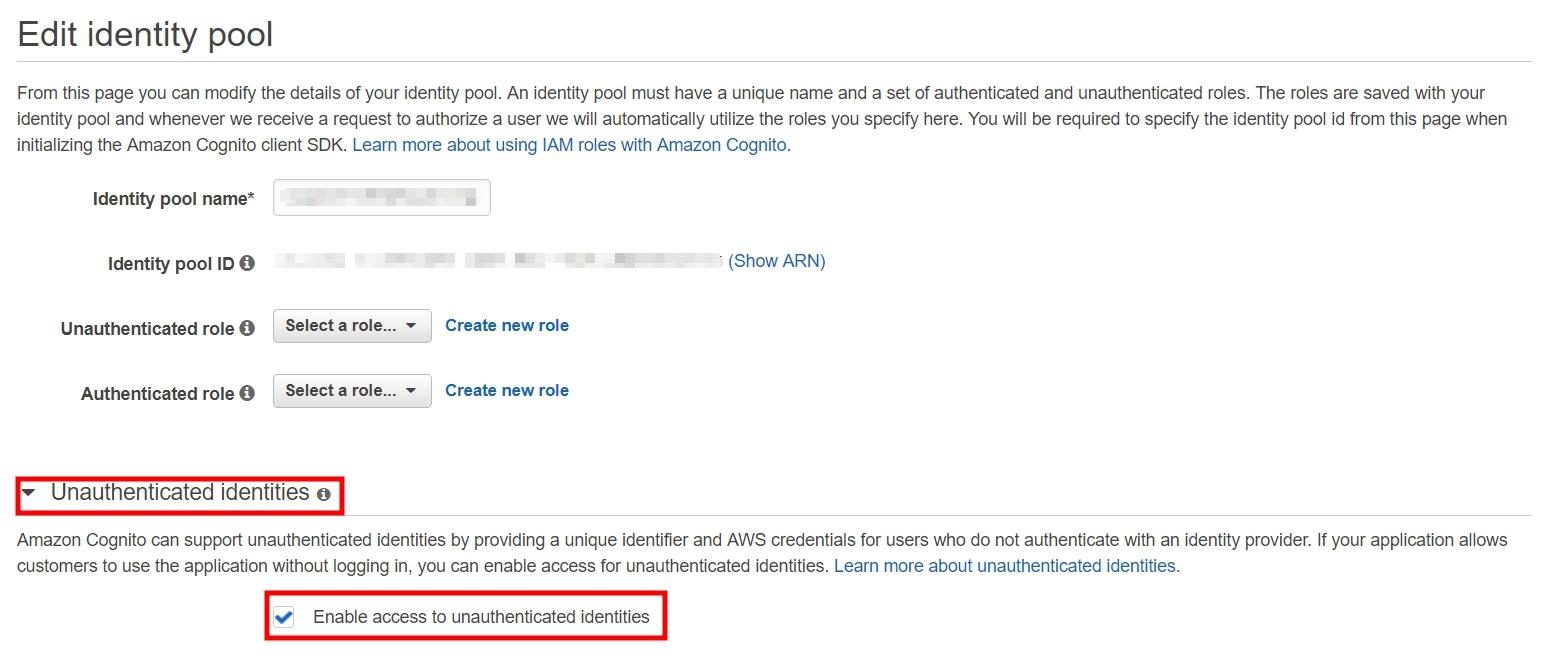 Edit identity pool
From this page you can modify the details of your identity pool. An identity pool must have a unique name and a set of authenticated and unauthenticated roles. The roles are saved with your
identity pool and whenever we receive a request to authorize a user we will automatically utilize the roles you specify here. You will be required to specify the identity pool id from this page when
initializing the Amazon Cognito client SDK. Learn more about using IAM roles with Amazon Cognito.
Identity pool name*
Identity pool ID (Show ARN)
Unauthenticated role Select a role... Create new role
Authenticated role Select a role... Create new role
Unauthenticated identities
Amazon Cognito can support unauthenticated identities by providing a unique identifier and AWS credentials for users who do not authenticate with an identity provider. If your application allows
customers to use the application without logging in, you can enable access for unauthenticated identities. Learn more about unauthenticated identities.
Enable access to unauthenticated identities